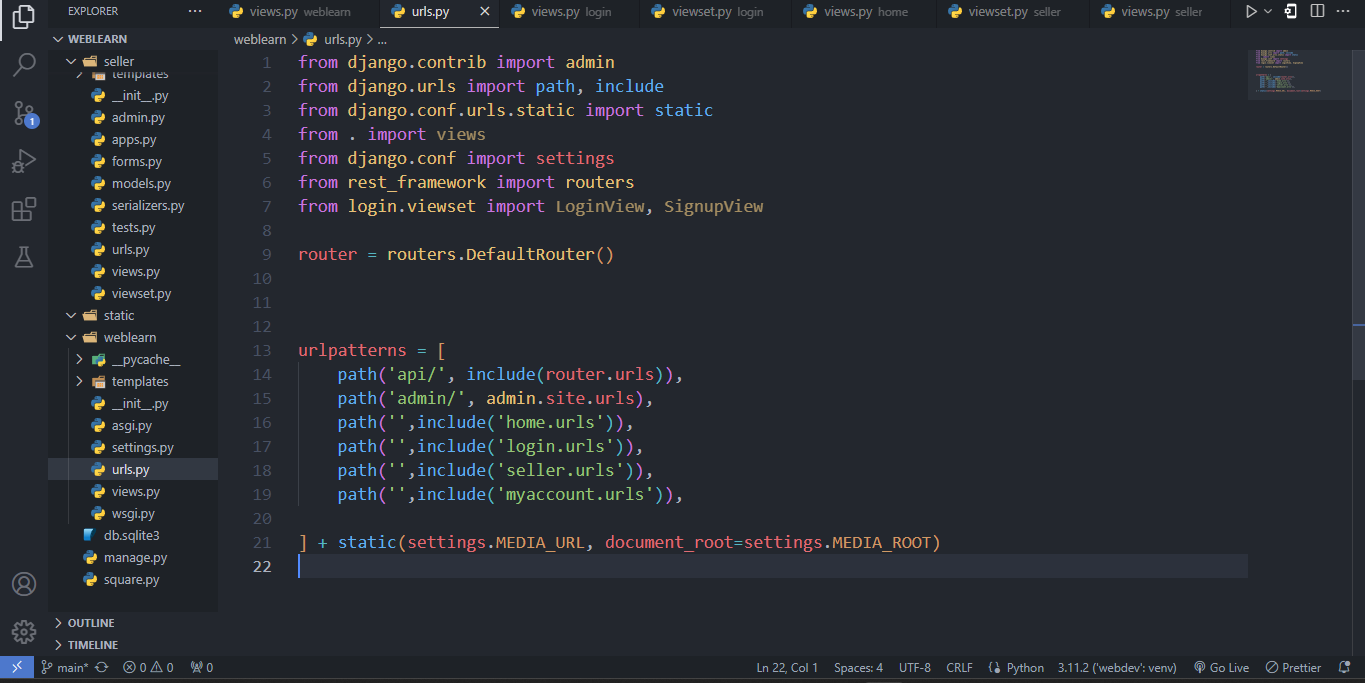 EXPLORER
views.py weblearn
urls.py
views.py login
viewset.py login
views.py home
viewset.py seller
views.py seller
WEBLEARN
seller
templates
__init__.py
admin.py
apps.py
forms.py
models.py
serializers.py
tests.py
urls.py
views.py
viewset.py
static
weblearn
__pycache__
templates
__init__.py
asgi.py
settings.py
urls.py
views.py
wsgi.py
db.sqlite3
manage.py
square.py
OUTLINE
TIMELINE
1
weblearn > urls.py > ...
1 from django.contrib import admin
2 from django.urls import path, include
3 from django.conf.urls.static import static
4 from . import views
5 from django.conf import settings
6 from rest_framework import routers
7 from login.viewset import LoginView, SignupView
8
9 router = routers.DefaultRouter()
10
11
12
13 urlpatterns = [
14     path('api/', include(router.urls)),
15     path('admin/', admin.site.urls),
16     path('',include('home.urls')),
17     path('',include('login.urls')),
18     path('',include('seller.urls')),
19     path('',include('myaccount.urls')),
20
21 ] + static(settings.MEDIA_URL, document_root=settings.MEDIA_ROOT)
22
main* 0 0 0 Ln 22, Col 1 Spaces: 4 UTF-8 CRLF Python 3.11.2 ('webdev': venv) Go Live Prettier